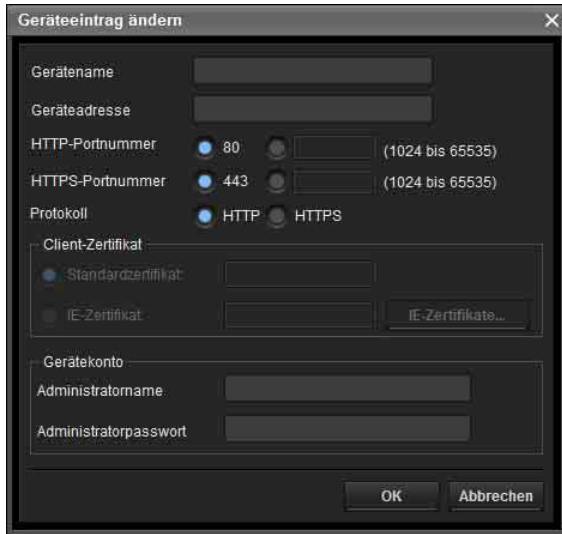 Geräteeintrag ändern
Gerätename
Geräteadresse
HTTP-Portnummer 80 (1024 bis 65535)
HTTPS-Portnummer 443 (1024 bis 65535)
Protokoll HTTP HTTPS
Client-Zertifikat
Standardzertifikat:
IE-Zertifikat: IE-Zertifikate...
Gerätekonto
Administratorname
Administratorpasswort
OK Abbrechen